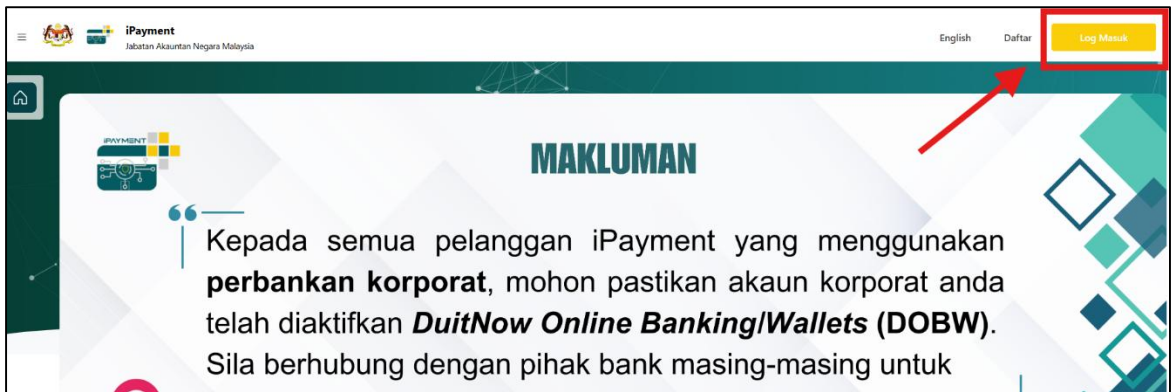 iPayment
Jabatan Akauntan Negara Malaysia
English Daftar Log Masuk
iPAYMENT
MAKLUMAN
Kepada semua pelanggan iPayment yang menggunakan
perbankan korporat, mohon pastikan akaun korporat anda
telah diaktifkan DuitNow Online Banking/Wallets (DOBW).
Sila berhubung dengan pihak bank masing-masing untuk